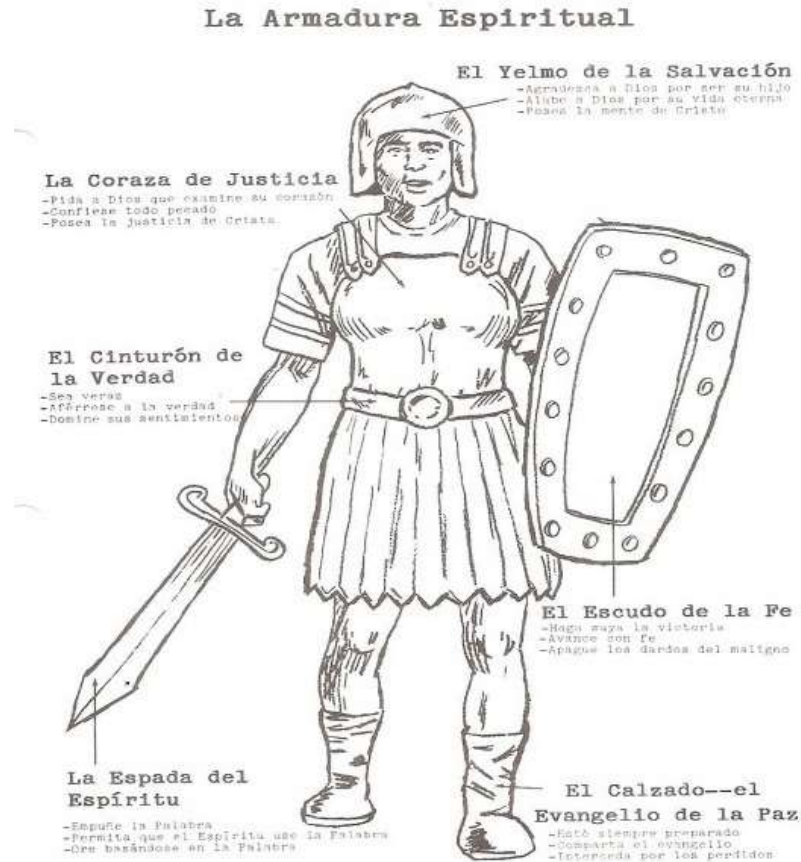 La Armadura Espiritual
El Yelmo de la Salvación
-Agradezca a Dios por ser su hijo
-Alabe a Dios por su vida eterna
-Posea la mente de Cristo
La Coraza de Justicia
-Pida a Dios que examine su corazón
-Confiese todo pecado
-Posea la justicia de Cristo
El Cinturón de
la Verdad
-Sea veraz
-Aférrese a la verdad
-Domine sus sentimientos
El Escudo de la Fe
-Haga suya la victoria
-Avance con fe
-Apague los dardos del maligno
La Espada del
Espíritu
-Empuñe la Palabra
-Permita que el Espíritu use la Palabra
-Ore basándose en la Palabra
El Calzado--el
Evangelio de la Paz
-Esté siempre preparado
-Comparta el evangelio
-Interceda por los perdidos